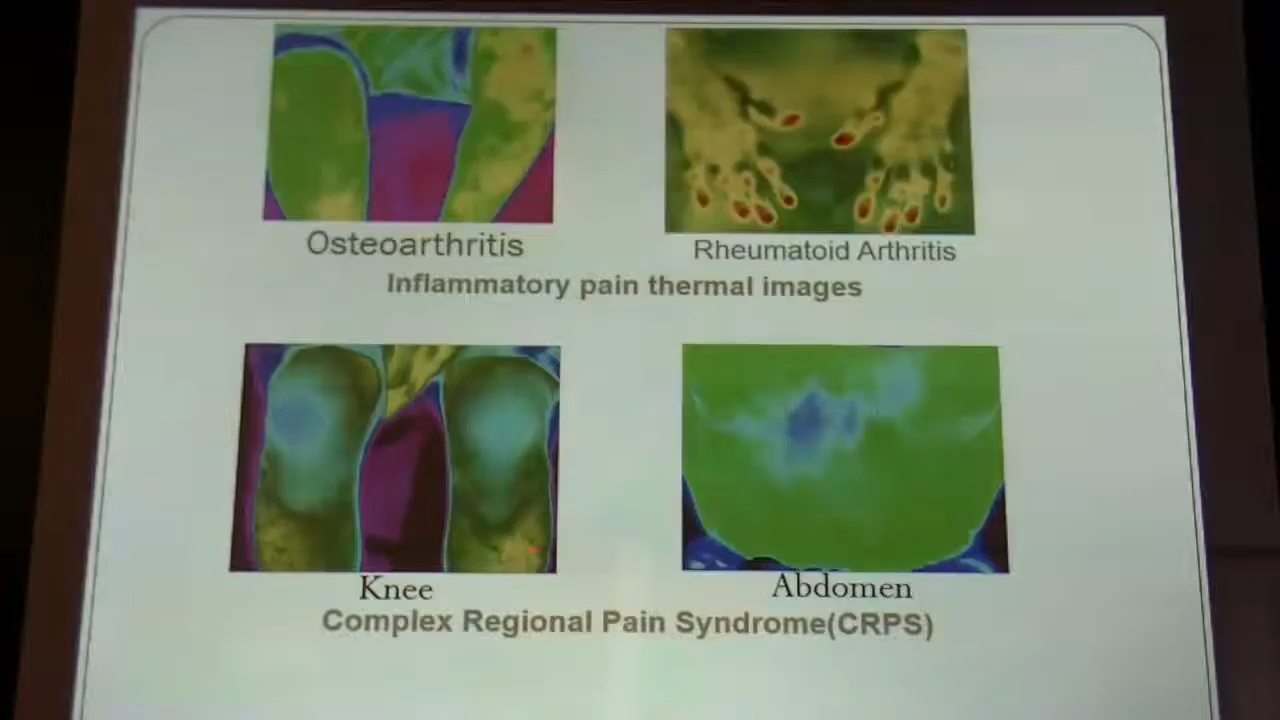 Osteoarthritis
Rheumatoid Arthritis
Inflammatory pain thermal images
Knee
Abdomen
Complex Regional Pain Syndrome(CRPS)